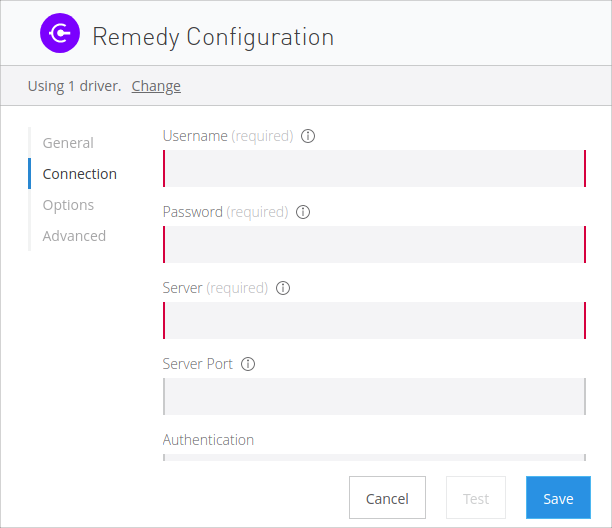 Remedy Configuration
Using 1 driver. Change
General
Connection
Options
Advanced
Username (required)
Password (required)
Server (required)
Server Port
Authentication
Cancel
Test
Save